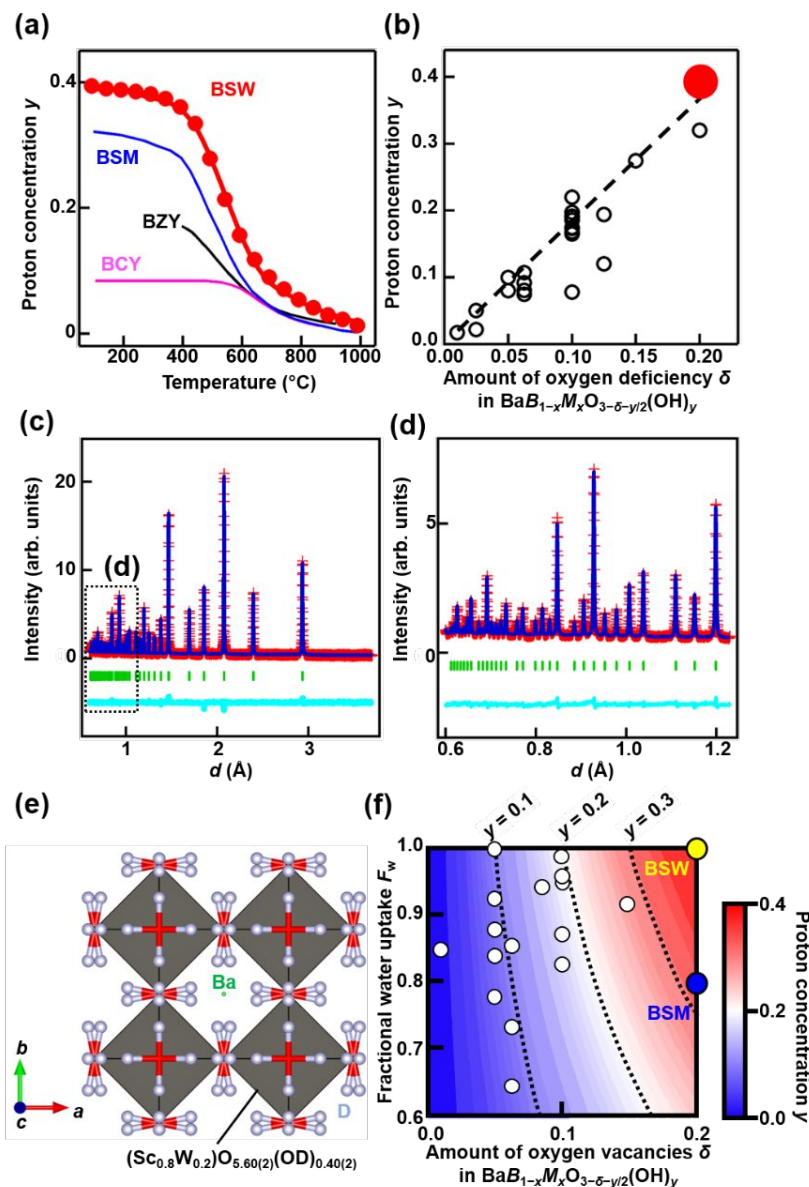 (a)
Proton concentration y
0.4
0.2
0
BSW
BSM
BZY
BCY
200 400 600 800 1000
Temperature (°C)
(b)
Proton concentration y
0.4
0.3
0.2
0.1
0.0
0.00 0.05 0.10 0.15 0.20
Amount of oxygen deficiency δ
in BaB₁₋ₓMₓO₃₋δ₋y/₂(OH)y
(c)
Intensity (arb. units)
20
10
0
(d)
1 2 3
d (Å)
(d)
Intensity (arb. units)
5
0
0.6 0.8 1.0 1.2
d (Å)
(e)
Ba
D
b
c
a
(Sc₀.₈W₀.₂)O₅.₆₀₍₂₎(OD)₀.₄₀₍₂₎
(f)
y = 0.1
y = 0.2
y = 0.3
Fractional water uptake Fw
1.0
0.9
0.8
0.7
0.6
BSW
BSM
0.0 0.1 0.2
Amount of oxygen vacancies δ
in BaB₁₋ₓMₓO₃₋δ₋y/₂(OH)y
0.4
0.2
0.0
Proton concentration y